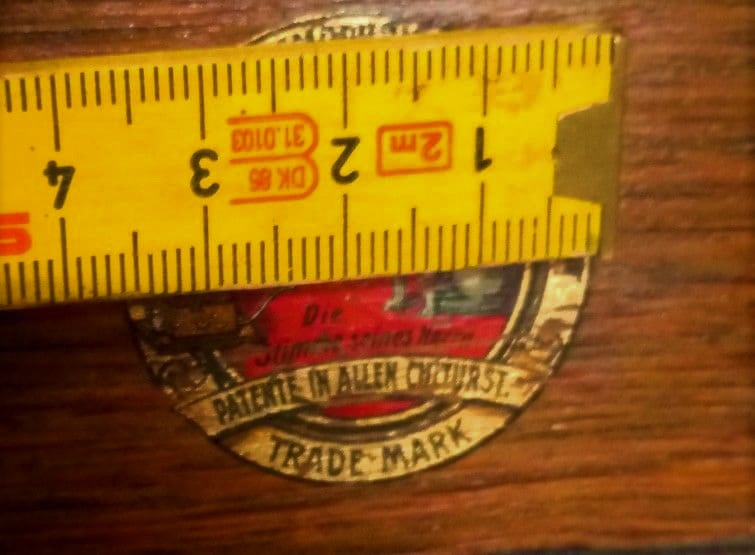 4 3 2 1
31.0103
DK 86
2m
5
Die
Stimme seines Herrn
PATENTE IN ALLEN CULTURST.
TRADE-MARK